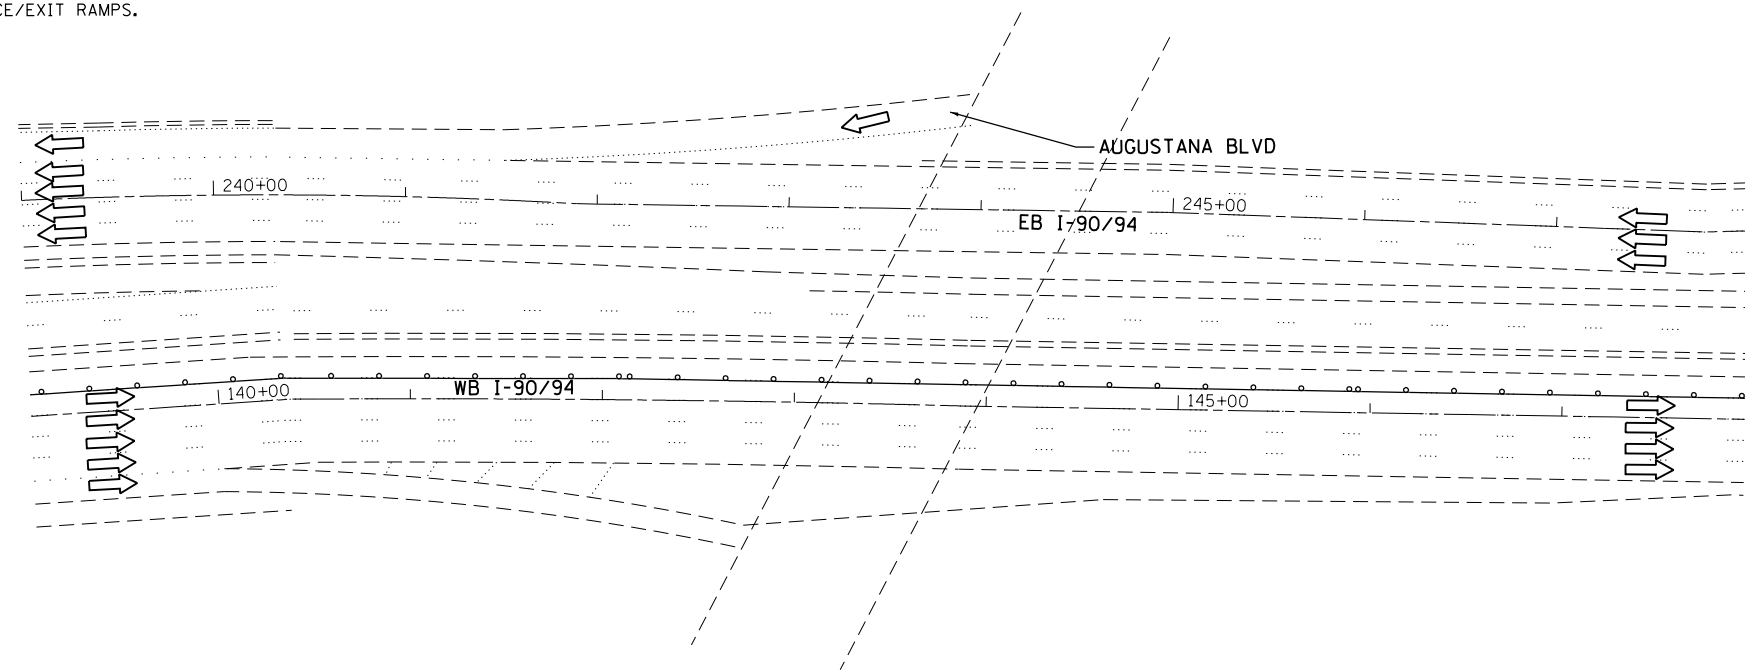 CE/EXIT RAMPS.
AUGUSTANA BLVD
240+00
245+00
EB I-90/94
WB I-90/94
140+00
145+00